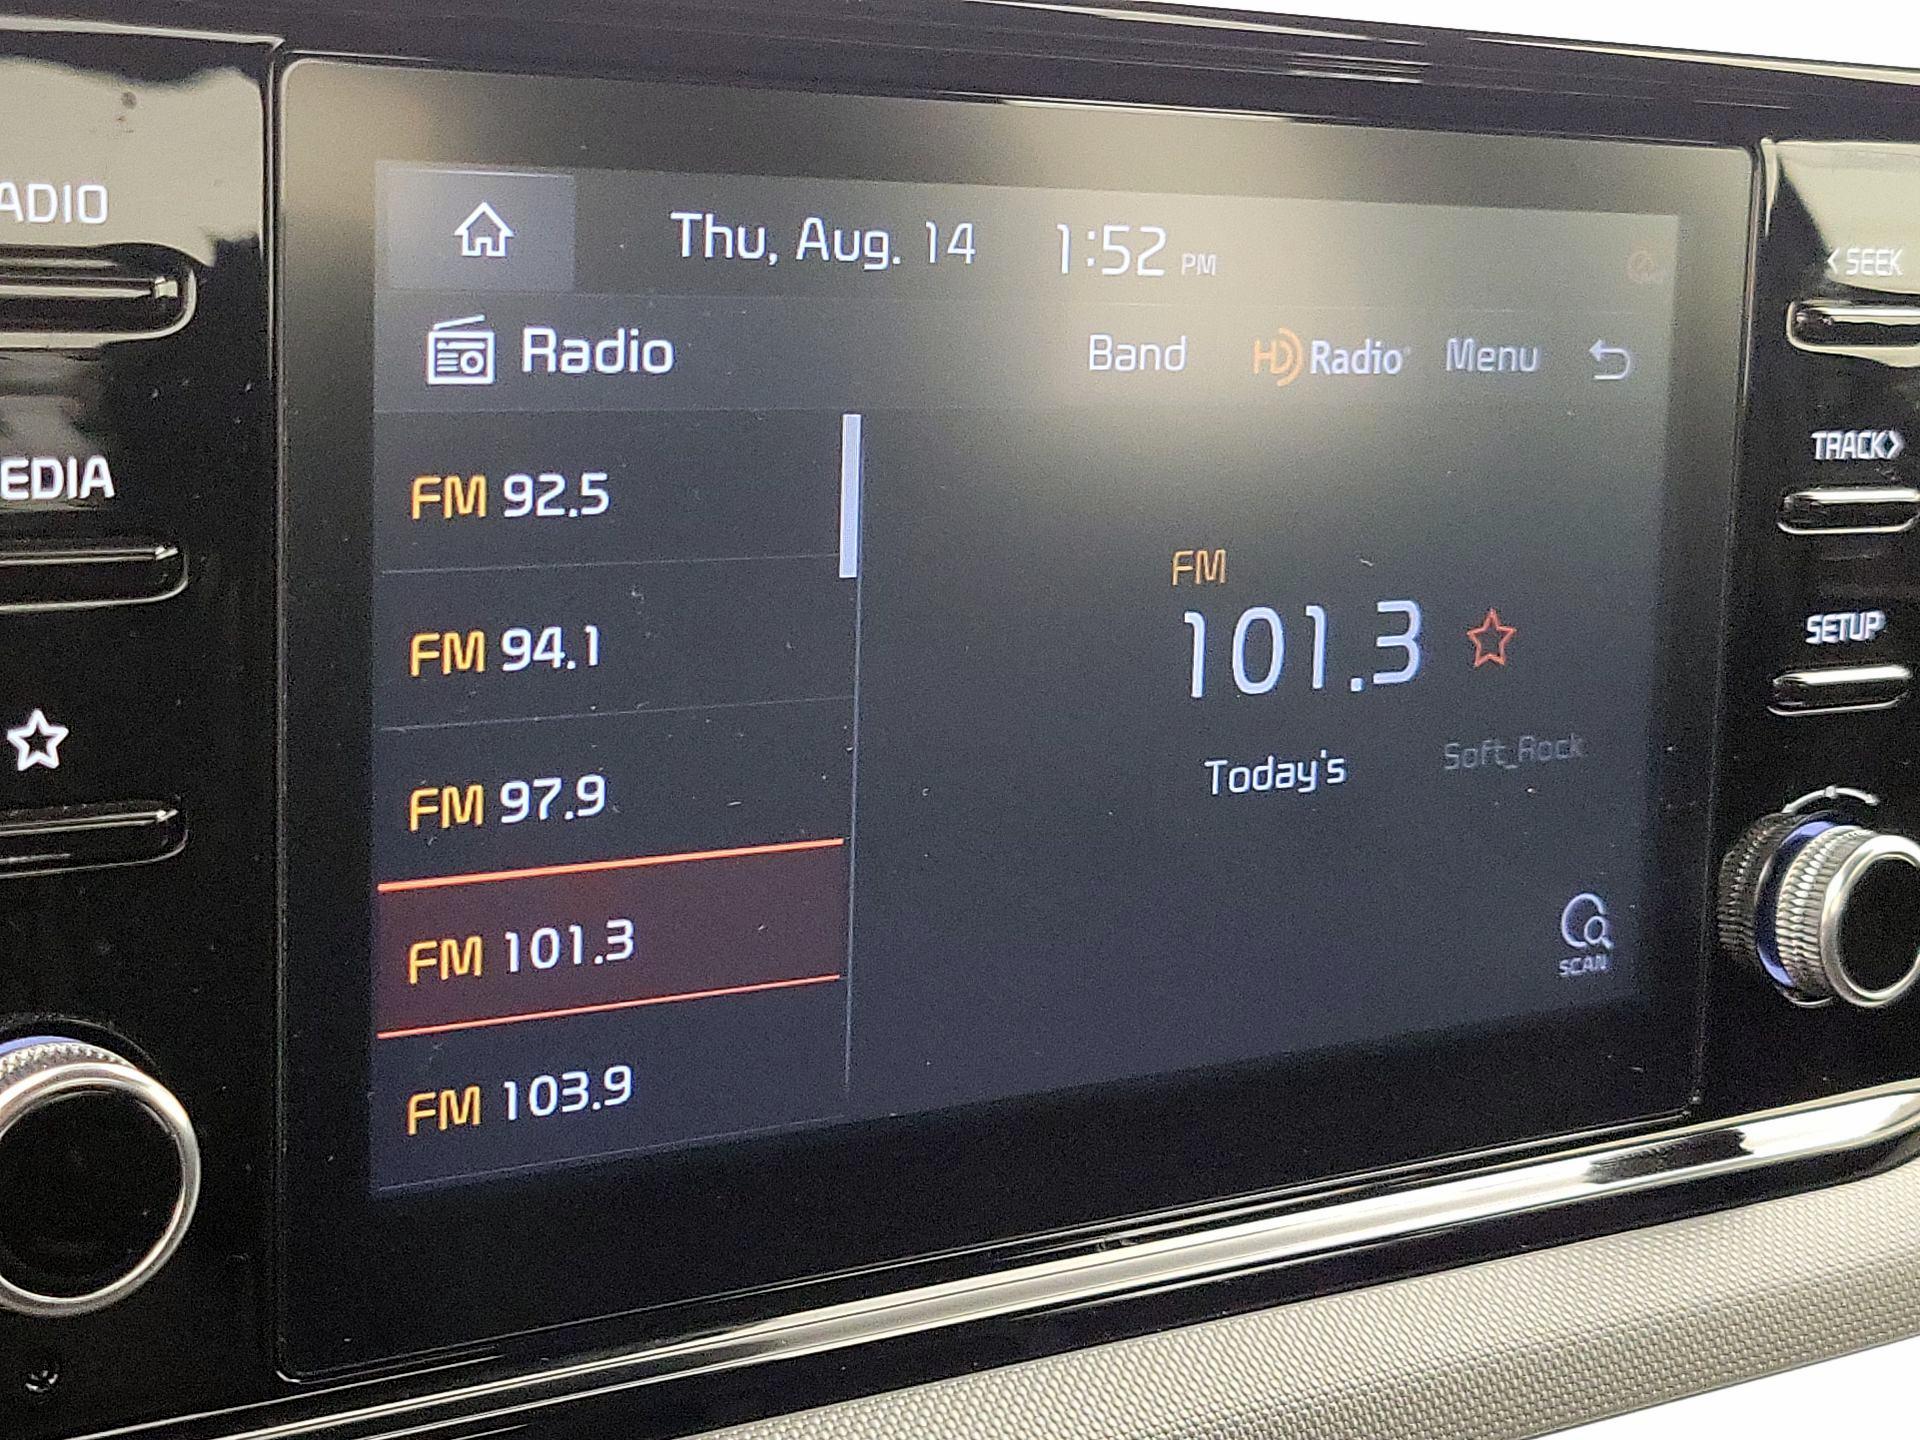 ADIO
EDIA
Thu, Aug. 14 1:52 PM
Radio Band HD Radio Menu
FM 92.5
FM 94.1
FM 97.9
FM 101.3
FM 103.9
FM
101.3
Today's Soft_Rock
SCAN
< SEEK
TRACK>
SETUP